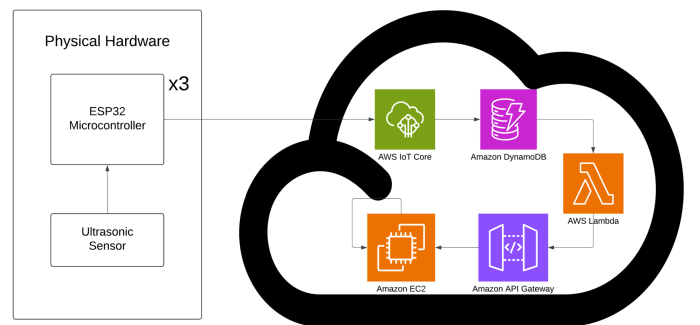 Physical Hardware
x3
ESP32
Microcontroller
Ultrasonic
Sensor
AWS IoT Core
Amazon DynamoDB
AWS Lambda
Amazon EC2
</>
Amazon API Gateway